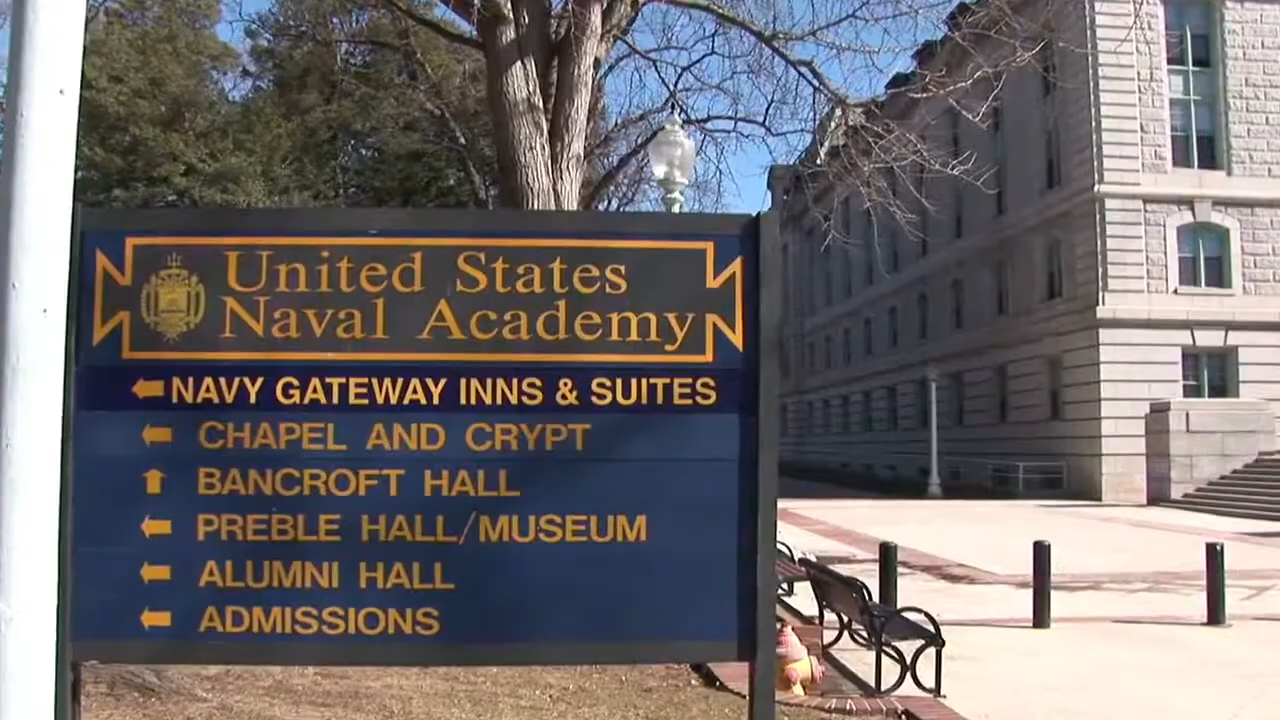 United States
Naval Academy
NAVY GATEWAY INNS & SUITES
CHAPEL AND CRYPT
BANCROFT HALL
PREBLE HALL/MUSEUM
ALUMNI HALL
ADMISSIONS